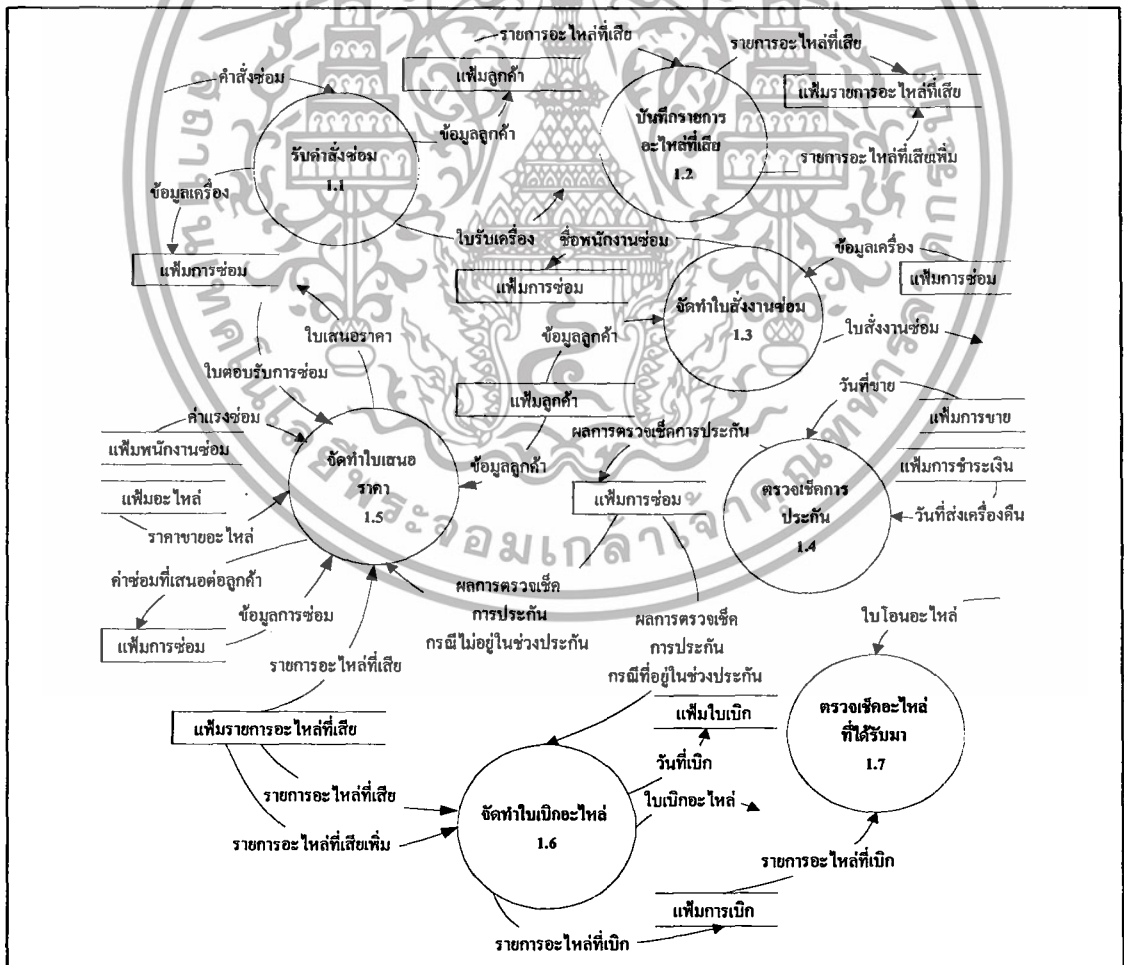 รายการอะไหล่ที่เสีย
รายการอะไหล่ที่เสีย
คำสั่งซ่อม
แฟ้มลูกค้า
แฟ้มรายการอะไหล่ที่เสีย
บันทึกรายการ
อะไหล่ที่เสีย
1.2
ข้อมูลลูกค้า
รับคำสั่งซ่อม
1.1
รายการอะไหล่ที่เสียเพิ่ม
ข้อมูลเครื่อง
ใบรับเครื่อง
ชื่อพนักงานซ่อม
ข้อมูลเครื่อง
แฟ้มการซ่อม
แฟ้มการซ่อม
แฟ้มการซ่อม
จัดทำใบสั่งงานซ่อม
1.3
ใบเสนอราคา
ข้อมูลลูกค้า
ใบสั่งงานซ่อม
ใบตอบรับการซ่อม
แฟ้มลูกค้า
วันที่ขาย
ค่าแรงซ่อม
แฟ้มการขาย
ผลการตรวจเช็คการประกัน
แฟ้มพนักงานซ่อม
จัดทำใบเสนอ
ราคา
1.5
ข้อมูลลูกค้า
แฟ้มการชำระเงิน
แฟ้มอะไหล่
แฟ้มการซ่อม
ตรวจเช็คการ
ประกัน
1.4
วันที่ส่งเครื่องคืน
ราคาขายอะไหล่
พระจอมเกล้าเจ้าคุณทหารลาดกระบัง
ค่าซ่อมที่เสนอต่อลูกค้า
ผลการตรวจเช็ค
การประกัน
กรณีไม่อยู่ในช่วงประกัน
ผลการตรวจเช็ค
การประกัน
กรณีที่อยู่ในช่วงประกัน
ข้อมูลการซ่อม
แฟ้มการซ่อม
ใบโอนอะไหล่
รายการอะไหล่ที่เสีย
แฟ้มรายการอะไหล่ที่เสีย
แฟ้มใบเบิก
ตรวจเช็คอะไหล่
ที่ได้รับมา
1.7
วันที่เบิก
รายการอะไหล่ที่เสีย
จัดทำใบเบิกอะไหล่
1.6
ใบเบิกอะไหล่
รายการอะไหล่ที่เสียเพิ่ม
รายการอะไหล่ที่เบิก
แฟ้มการเบิก
รายการอะไหล่ที่เบิก